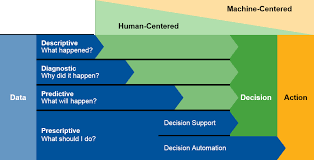 Machine-Centered
Human-Centered
Descriptive
What happened?
Diagnostic
Why did it happen?
Data
Predictive
What will happen?
Decision
Action
Prescriptive
What should I do?
Decision Support
Decision Automation